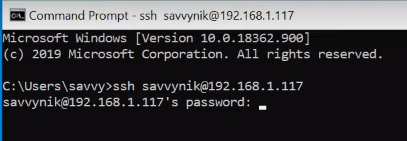 Command Prompt - ssh savvynik@192.168.1.117
Microsoft Windows [Version 10.0.18362.900]
(c) 2019 Microsoft Corporation. All rights reserved.
C:\Users\savvy>ssh savvynik@192.168.1.117
savvynik@192.168.1.117's password: